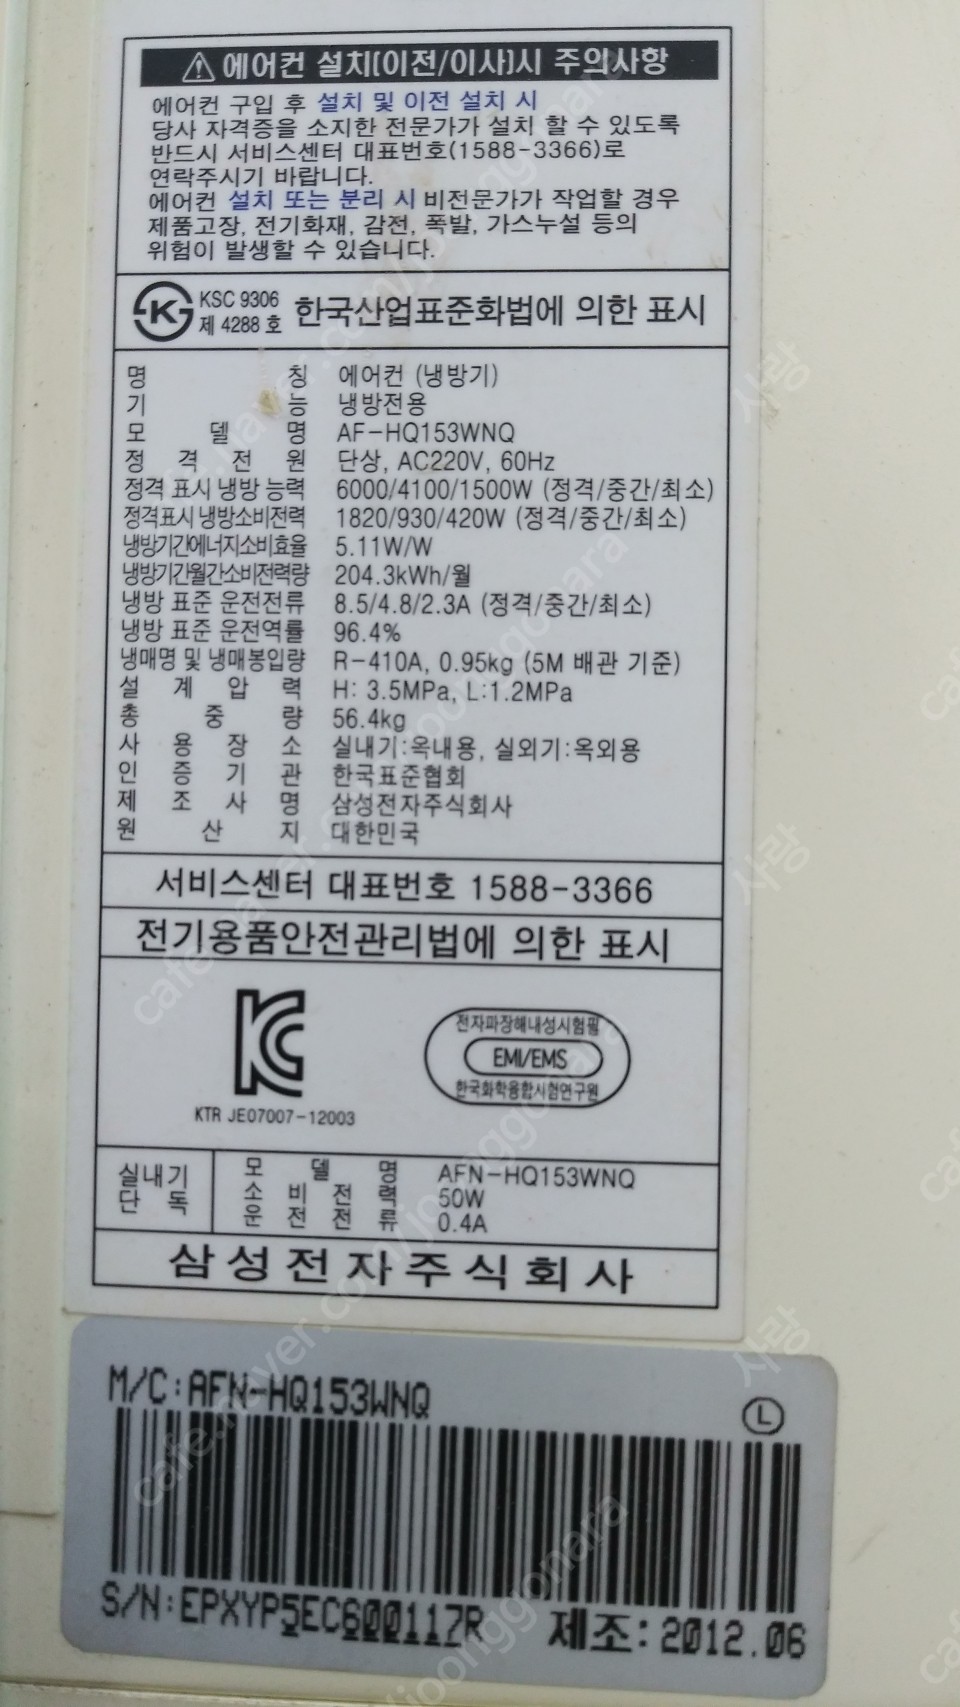 ⚠ 에어컨 설치(이전/이사)시 주의사항
에어컨 구입 후 설치 및 이전 설치 시
당사 자격증을 소지한 전문가가 설치 할 수 있도록
반드시 서비스센터 대표번호(1588-3366)로
연락주시기 바랍니다.
에어컨 설치 또는 분리 시 비전문가가 작업할 경우
제품고장, 전기화재, 감전, 폭발, 가스누설 등의
위험이 발생할 수 있습니다.
KSC 9306
제 4288 호
한국산업표준화법에 의한 표시
명 칭 에어컨 (냉방기)
기 능 냉방전용
모 델 명 AF-HQ153WNQ
정 격 전 원 단상, AC220V, 60Hz
정격 표시 냉방 능력 6000/4100/1500W (정격/중간/최소)
정격표시 냉방소비전력 1820/930/420W (정격/중간/최소)
냉방기간에너지소비효율 5.11W/W
냉방기간월간소비전력량 204.3kWh/월
냉방 표준 운전전류 8.5/4.8/2.3A (정격/중간/최소)
냉방 표준 운전역률 96.4%
냉매명 및 냉매봉입량 R-410A, 0.95kg (5M 배관 기준)
설 계 압 력 H: 3.5MPa, L:1.2MPa
총 중 량 56.4kg
사 용 장 소 실내기:옥내용, 실외기:옥외용
인 증 기 관 한국표준협회
제 조 사 명 삼성전자주식회사
원 산 지 대한민국
서비스센터 대표번호 1588-3366
전기용품안전관리법에 의한 표시
KC
KTR JE07007-12003
전자파장해내성시험필
EMI/EMS
한국화학융합시험연구원
실내기 단 독
모 델 명 AFN-HQ153WNQ
소 비 전 력 50W
운 전 전 류 0.4A
삼성전자주식회사
M/C:AFN-HQ153WNQ
L
S/N:EPXYP5EC600117R 제조:2012.06
cafe.naver.com/joonggonara
사랑